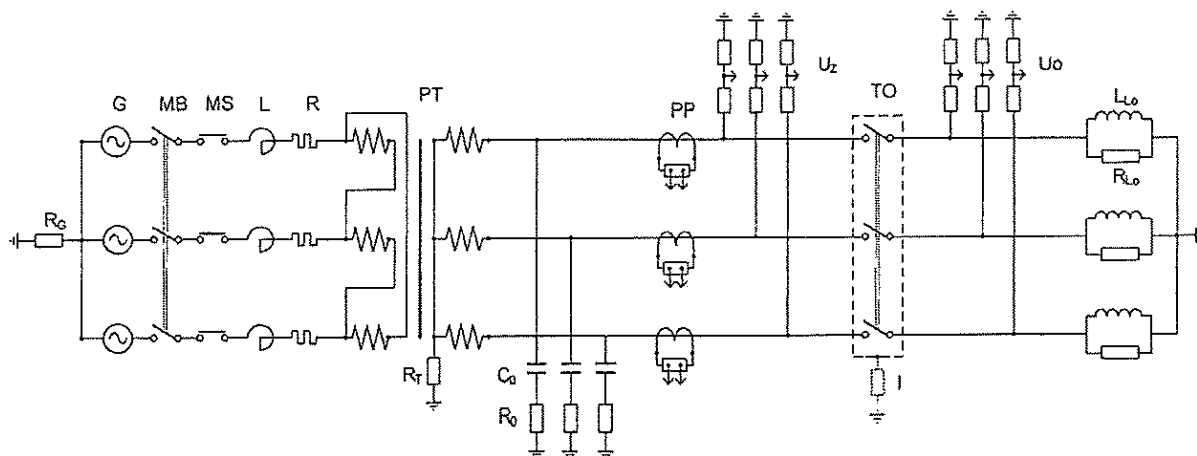 G MB MS L R PT PP Uz TO Uo LLo
RLo
RG
RT C0 I
R0